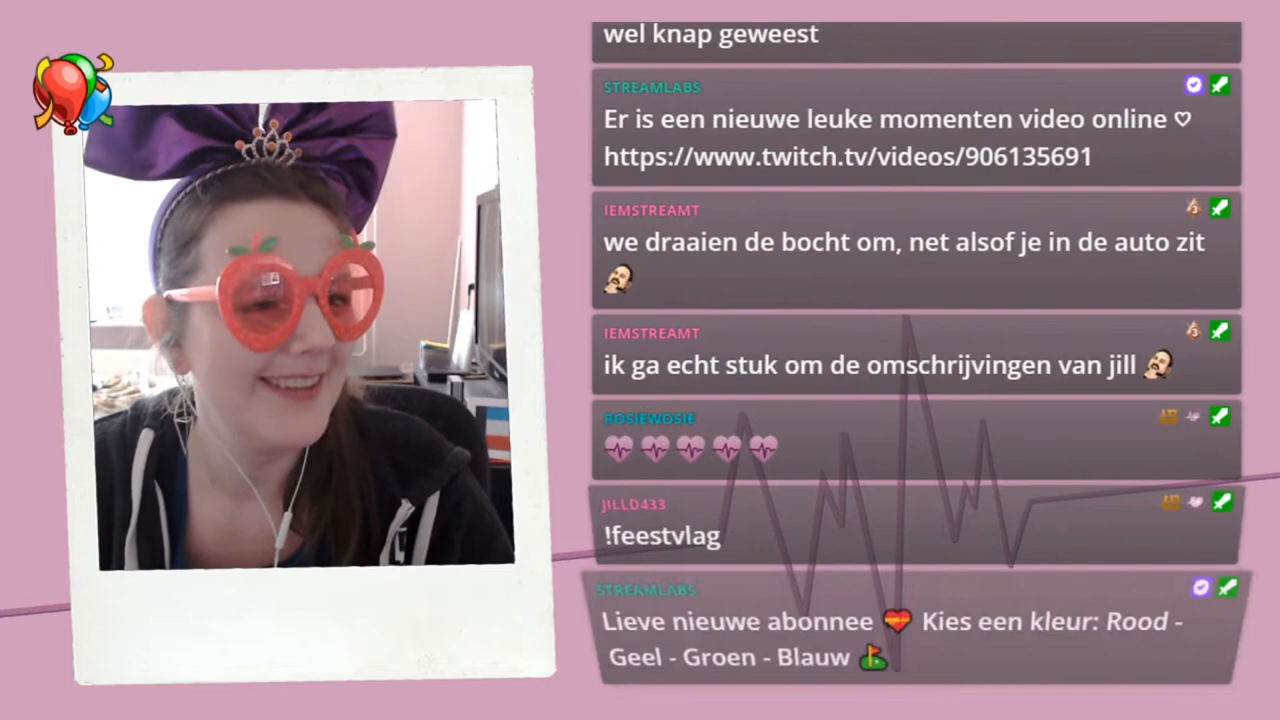 wel knap geweest
STREAMLABS
Er is een nieuwe leuke momenten video online ♡
https://www.twitch.tv/videos/906135691
IEMSTREAMT
we draaien de bocht om, net alsof je in de auto zit
IEMSTREAMT
ik ga echt stuk om de omschrijvingen van jill
ROSIEWOSIE
JILLD433
!feestvlag
STREAMLABS
Lieve nieuwe abonnee Kies een kleur: Rood -
Geel - Groen - Blauw